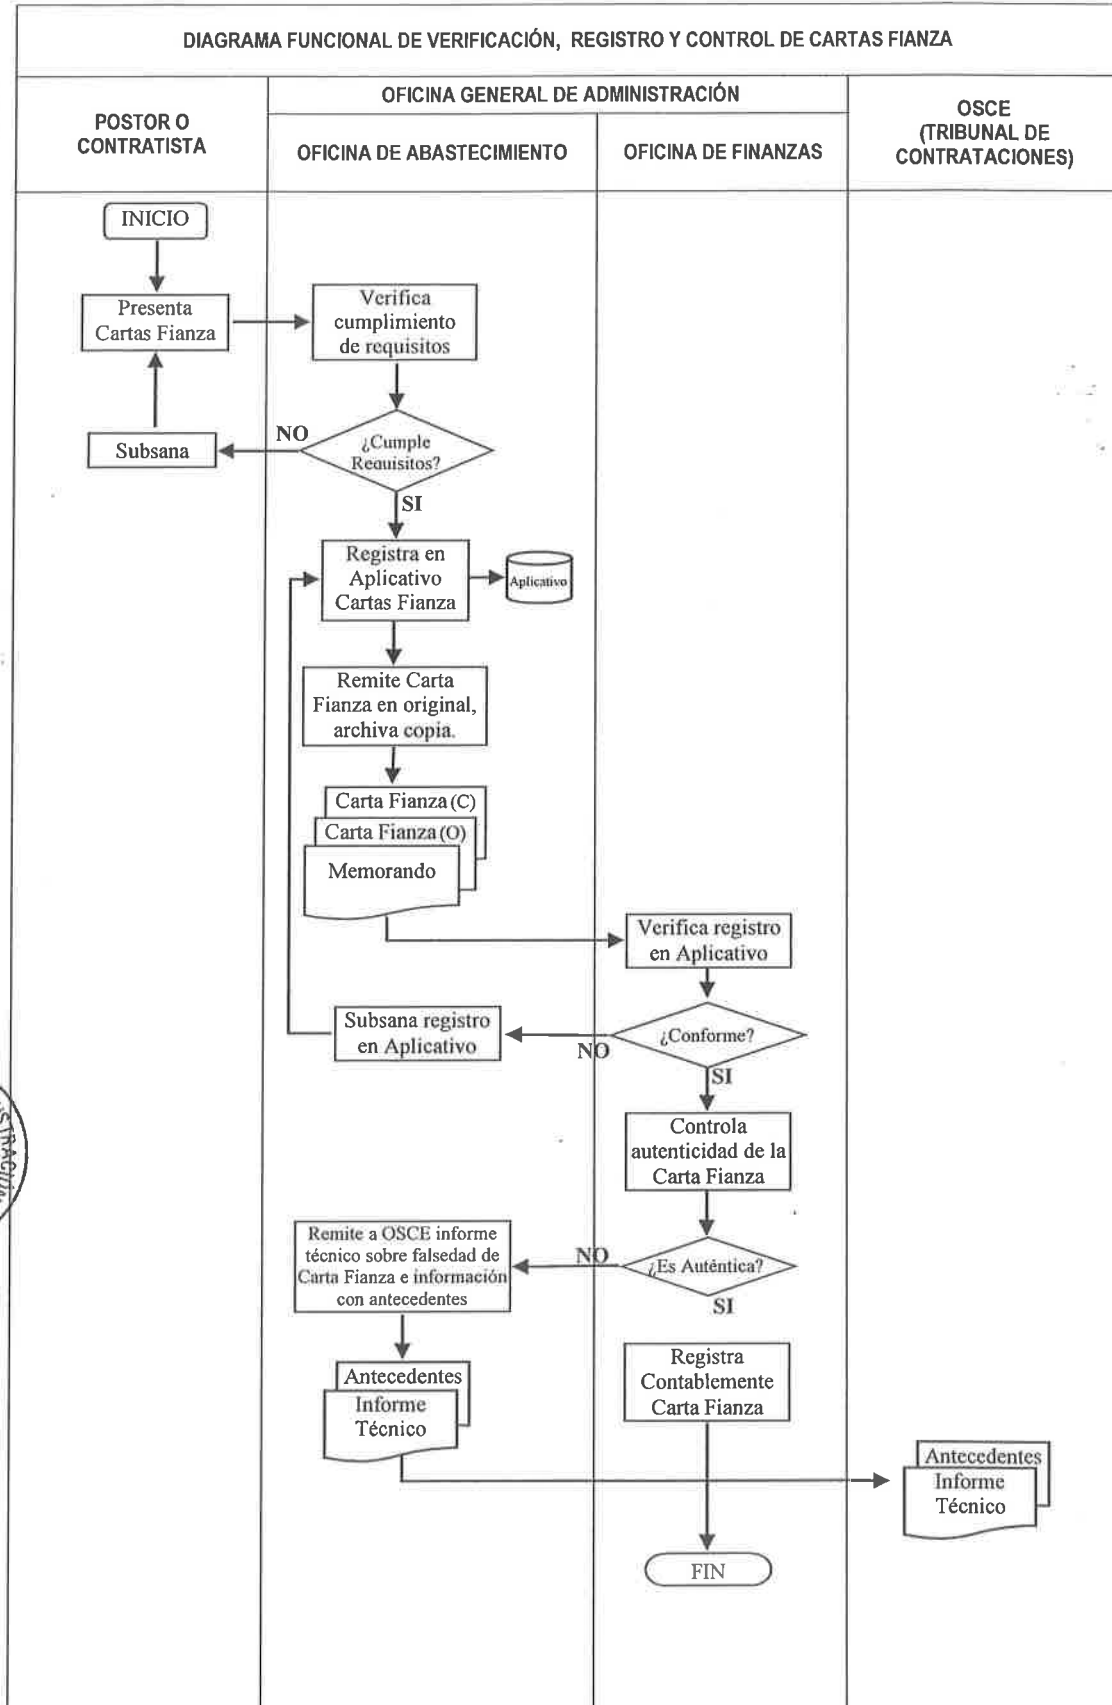 DIAGRAMA FUNCIONAL DE VERIFICACIÓN, REGISTRO Y CONTROL DE CARTAS FIANZA
POSTOR O
CONTRATISTA
OFICINA GENERAL DE ADMINISTRACIÓN
OFICINA DE ABASTECIMIENTO
OFICINA DE FINANZAS
OSCE
(TRIBUNAL DE
CONTRATACIONES)
INICIO
Presenta
Cartas Fianza
Verifica
cumplimiento
de requisitos
¿Cumple
Requisitos?
NO
Subsana
SI
Registra en
Aplicativo
Cartas Fianza
Aplicativo
Remite Carta
Fianza en original,
archiva copia.
Carta Fianza (C)
Carta Fianza (O)
Memorando
Verifica registro
en Aplicativo
¿Conforme?
NO
Subsana registro
en Aplicativo
SI
Controla
autenticidad de la
Carta Fianza
¿Es Auténtica?
NO
Remite a OSCE informe
técnico sobre falsedad de
Carta Fianza e información
con antecedentes
SI
Antecedentes
Informe
Técnico
Registra
Contablemente
Carta Fianza
Antecedentes
Informe
Técnico
FIN